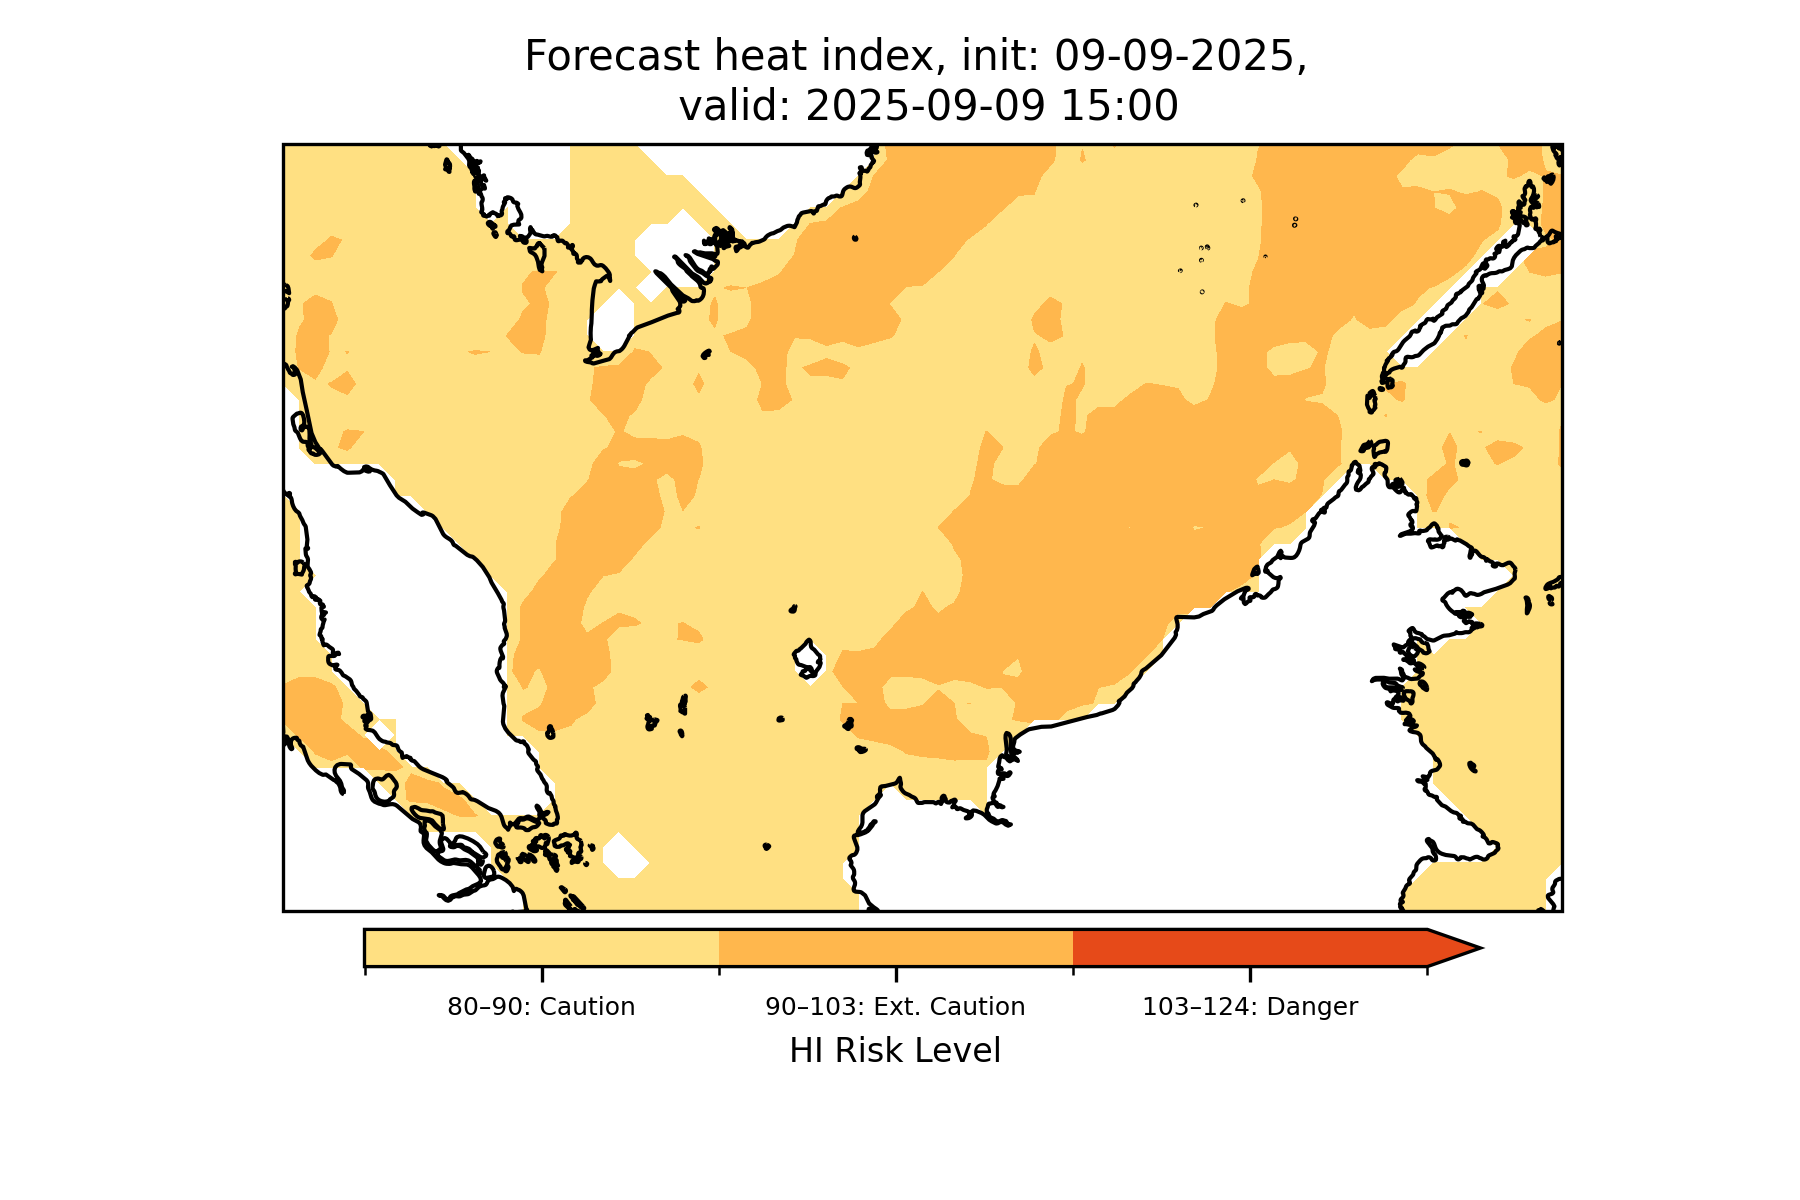 Forecast heat index, init: 09-09-2025,
valid: 2025-09-09 15:00
80–90: Caution
90–103: Ext. Caution
103–124: Danger
HI Risk Level